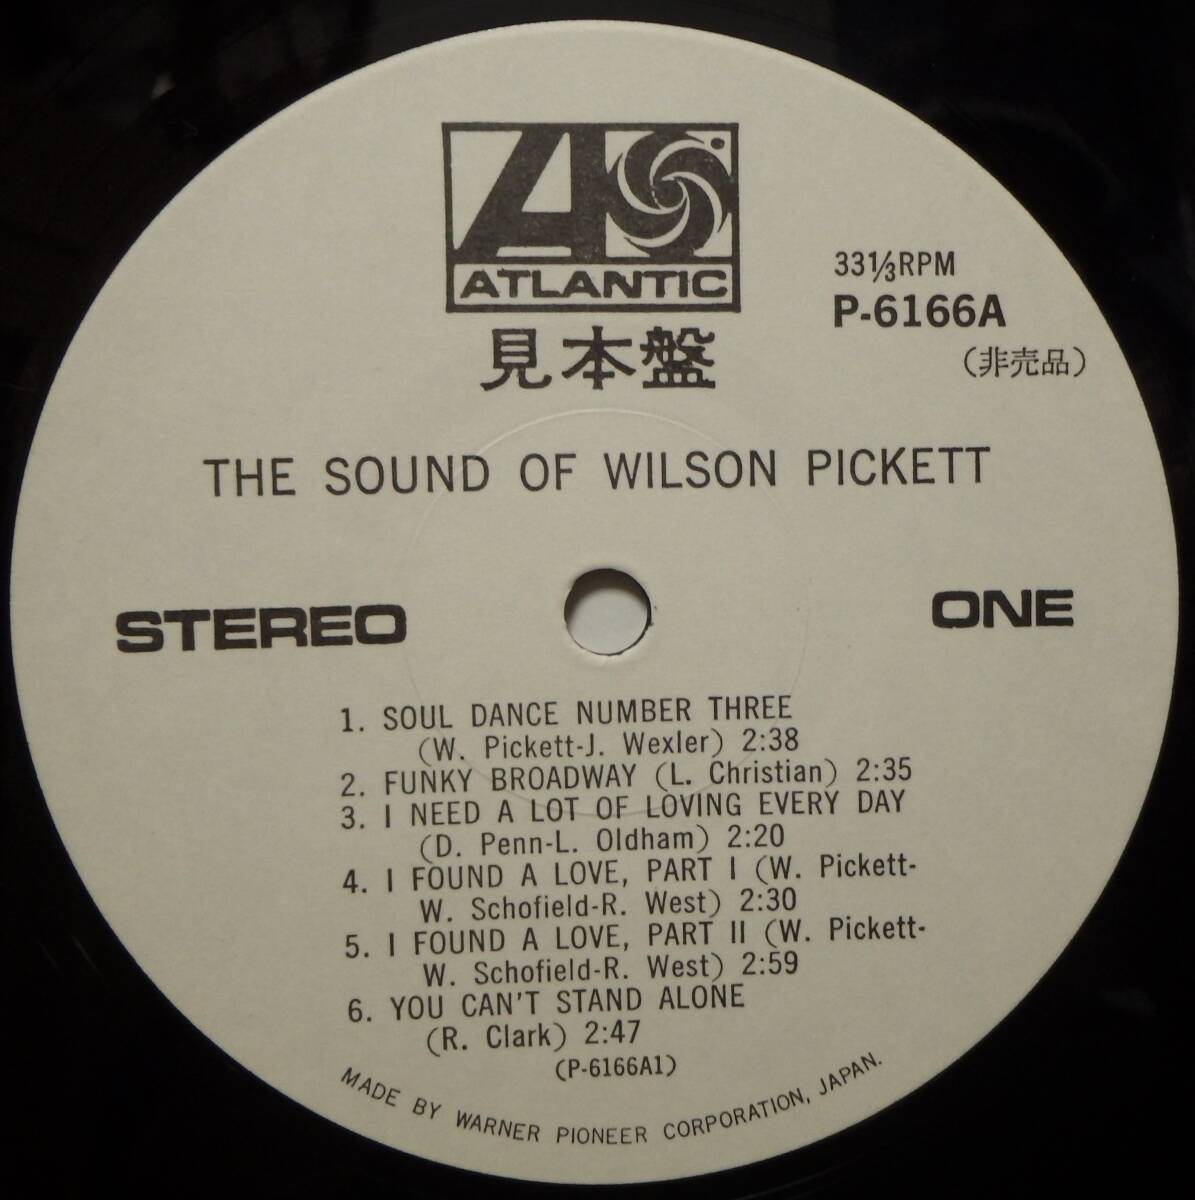 ATLANTIC
33⅓RPM
P-6166A
見本盤
(非売品)
THE SOUND OF WILSON PICKETT
STEREO
ONE
1. SOUL DANCE NUMBER THREE
(W. Pickett-J. Wexler) 2:38
2. FUNKY BROADWAY (L. Christian) 2:35
3. I NEED A LOT OF LOVING EVERY DAY
(D. Penn-L. Oldham) 2:20
4. I FOUND A LOVE, PART I (W. Pickett-
W. Schofield-R. West) 2:30
5. I FOUND A LOVE, PART II (W. Pickett-
W. Schofield-R. West) 2:59
6. YOU CAN'T STAND ALONE
(R. Clark) 2:47
(P-6166A1)
MADE BY WARNER PIONEER CORPORATION, JAPAN.